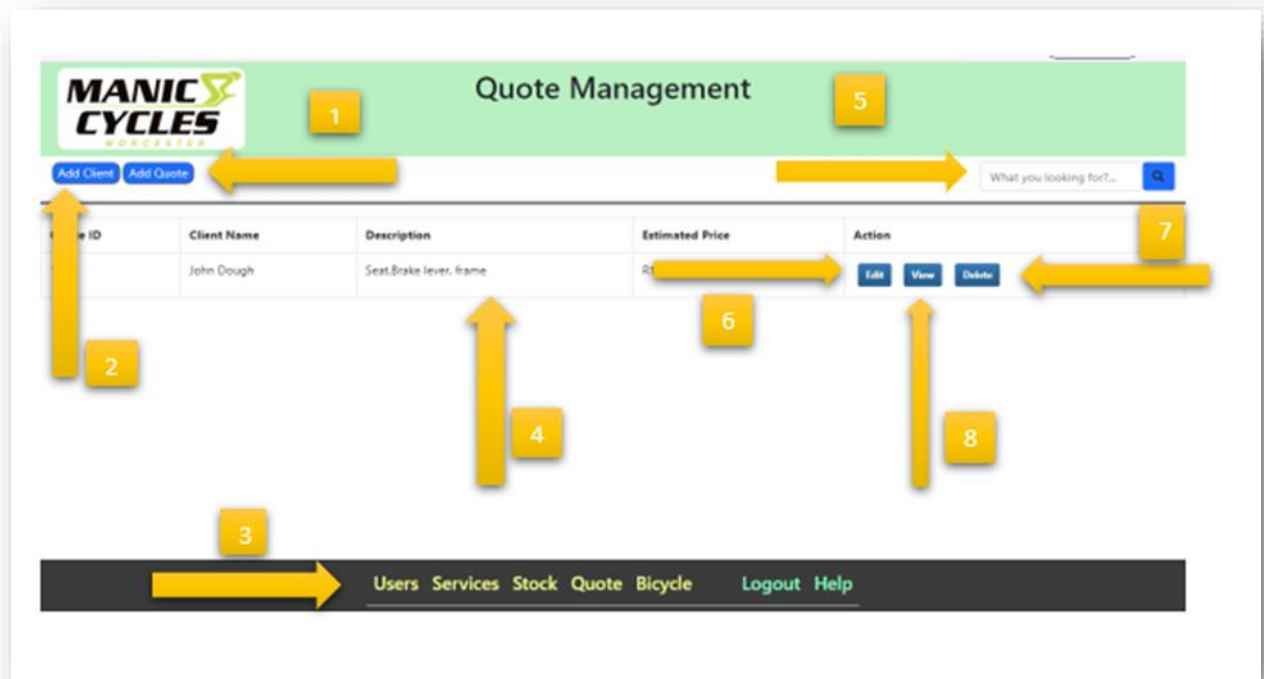 MANIC
CYCLES
WORCESTER
Quote Management
1
5
Add Client Add Quote
What you looking for?...
7
ID Client Name Description Estimated Price Action
John Dough Seat.Brake lever. frame Edit View Delete
6
2
4
8
3
Users Services Stock Quote Bicycle Logout Help